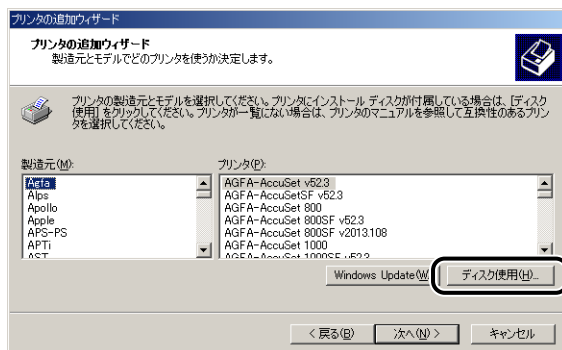 プリンタの追加ウィザード
プリンタの追加ウィザード
製造元とモデルでどのプリンタを使うか決定します。
プリンタの製造元とモデルを選択してください。プリンタにインストール ディスクが付属している場合は、[ディスク
使用] をクリックしてください。プリンタが一覧にない場合は、プリンタのマニュアルを参照して互換性のあるプリン
タを選択してください。
製造元(M):
Agfa
Alps
Apollo
Apple
APS-PS
APTi
AST
プリンタ(P):
AGFA-AccuSet v52.3
AGFA-AccuSetSF v52.3
AGFA-AccuSet 800
AGFA-AccuSet 800SF v52.3
AGFA-AccuSet 800SF v2013.108
AGFA-AccuSet 1000
AGFA-AccuSet 1000SF v52.3
Windows Update(W)
ディスク使用(H)...
< 戻る(B)
次へ(N) >
キャンセル